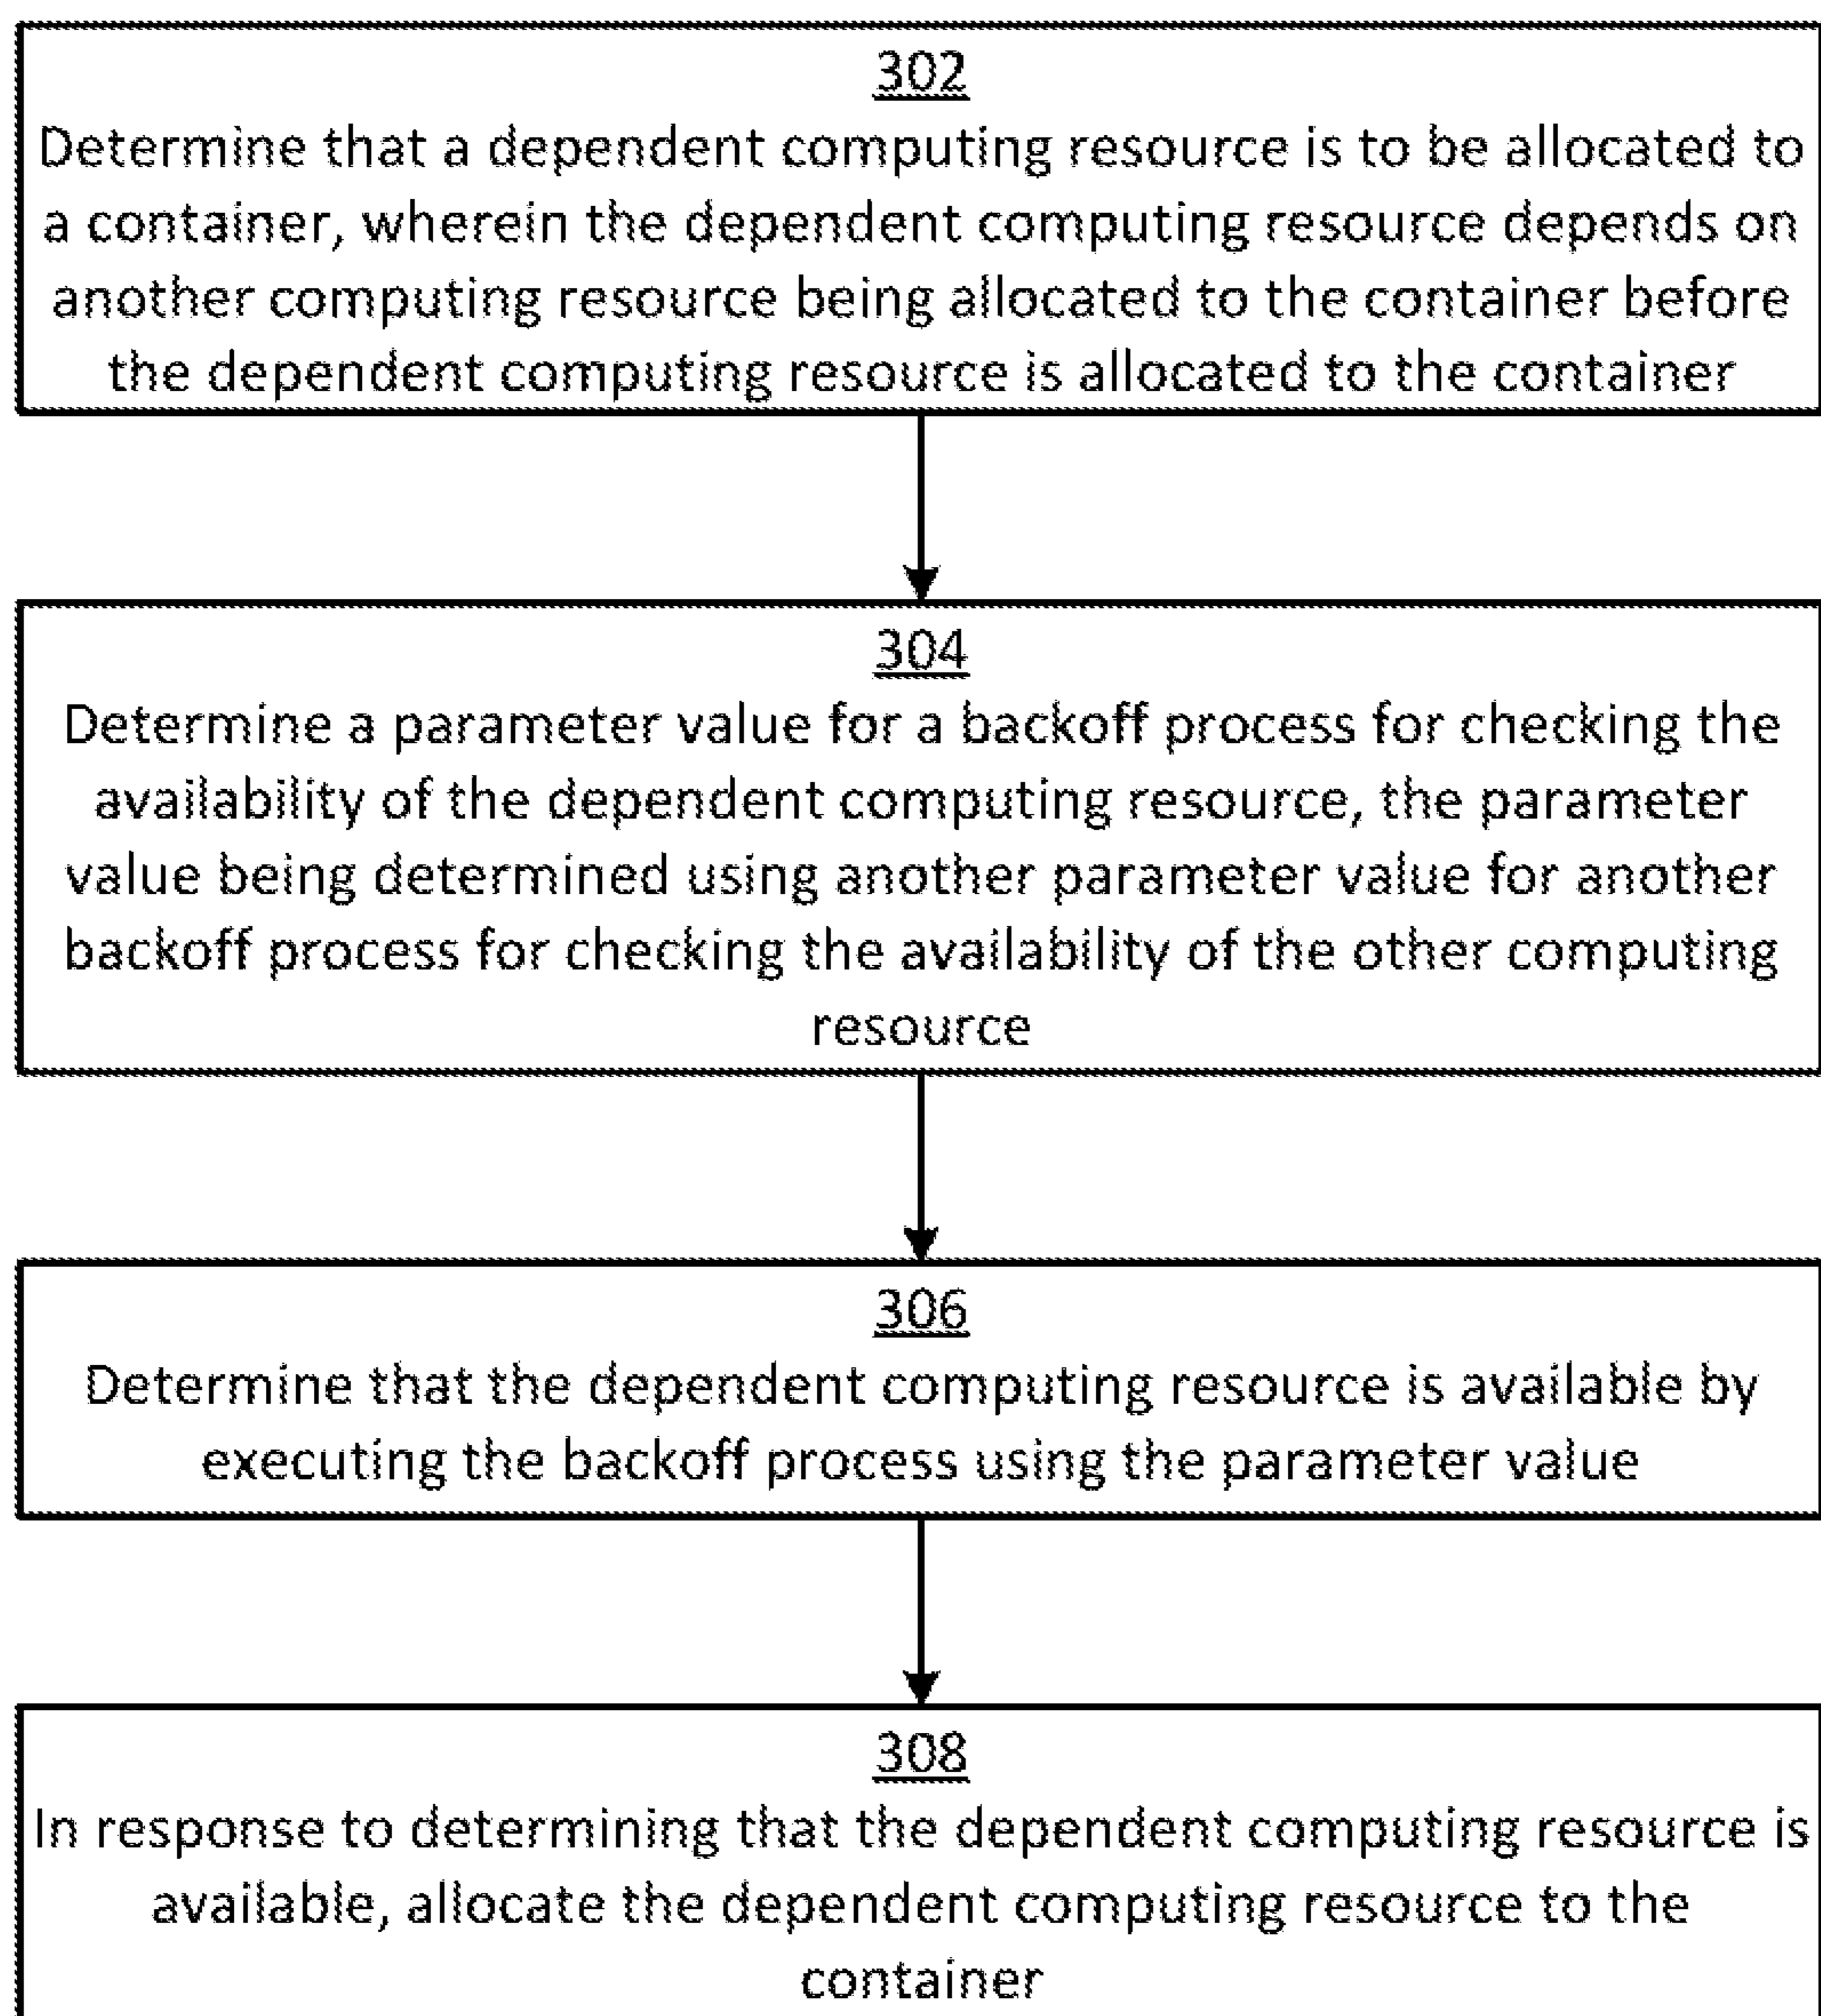 302
Determine that a dependent computing resource is to be allocated to
a container, wherein the dependent computing resource depends on
another computing resource being allocated to the container before
the dependent computing resource is allocated to the container
304
Determine a parameter value for a backoff process for checking the
availability of the dependent computing resource, the parameter
value being determined using another parameter value for another
backoff process for checking the availability of the other computing
resource
306
Determine that the dependent computing resource is available by
executing the backoff process using the parameter value
308
In response to determining that the dependent computing resource is
available, allocate the dependent computing resource to the
container